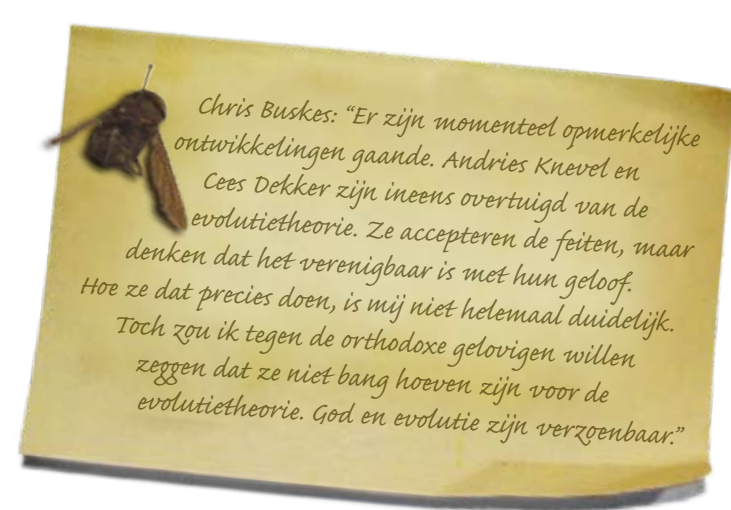 Chris Buskes: “Er zijn momenteel opmerkelijke
ontwikkelingen gaande. Andries Knevel en
Cees Dekker zijn ineens overtuigd van de
evolutietheorie. Ze accepteren de feiten, maar
denken dat het verenigbaar is met hun geloof.
Hoe ze dat precies doen, is mij niet helemaal duidelijk.
Toch zou ik tegen de orthodoxe gelovigen willen
zeggen dat ze niet bang hoeven zijn voor de
evolutietheorie. God en evolutie zijn verzoenbaar.”